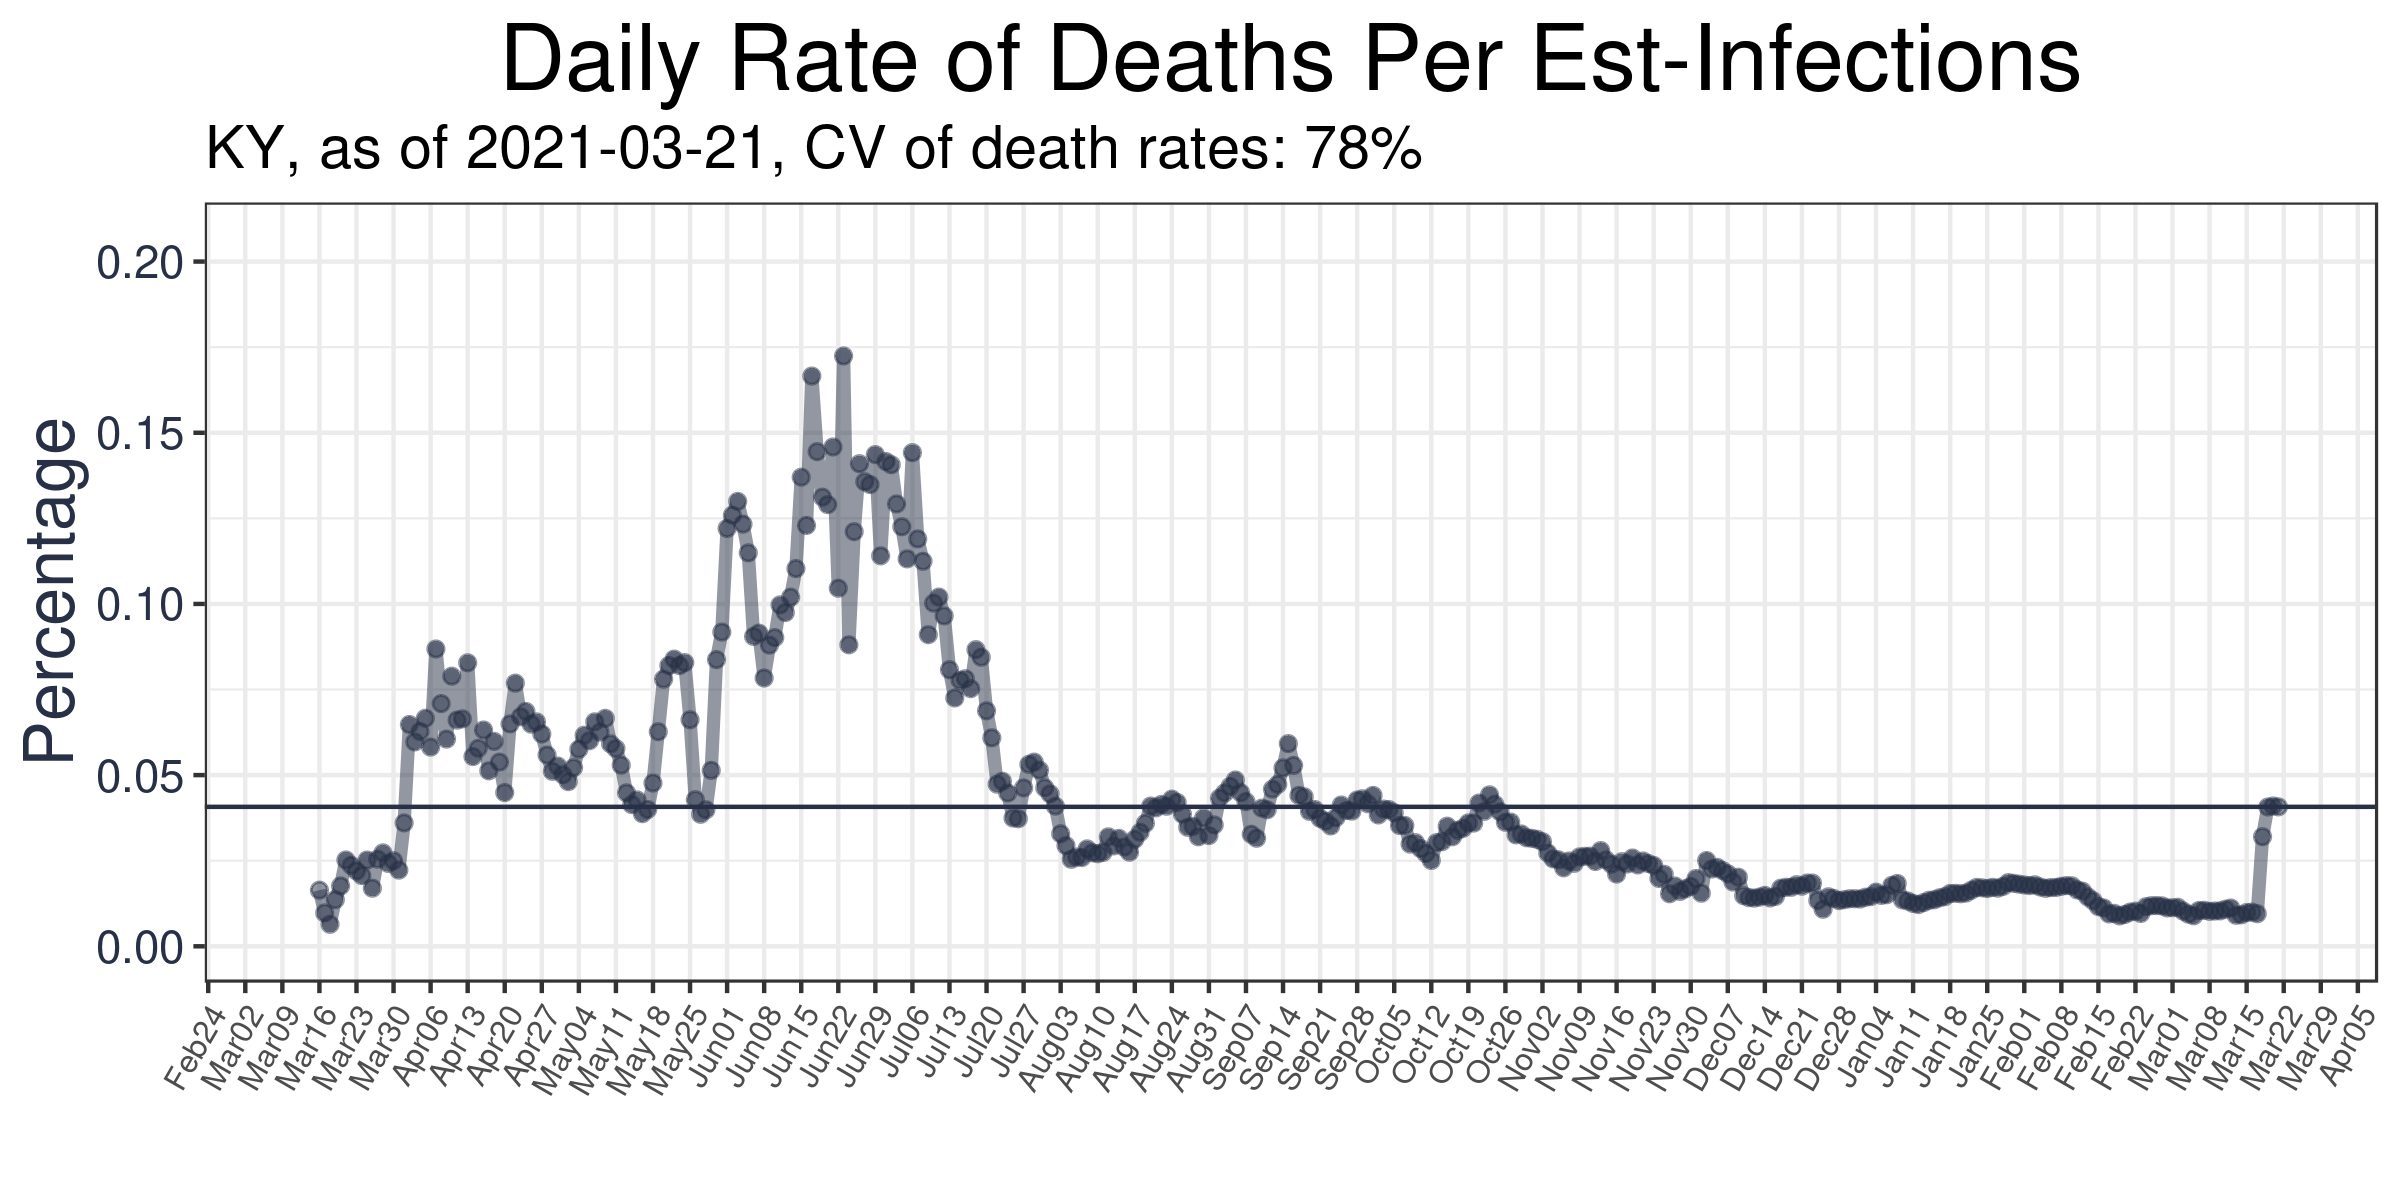 Daily Rate of Deaths Per Est-Infections
KY, as of 2021-03-21, CV of death rates: 78%
Percentage
0.20
0.15
0.10
0.05
0.00
Feb24
Mar02
Mar09
Mar16
Mar23
Mar30
Apr06
Apr13
Apr20
Apr27
May04
May11
May18
May25
Jun01
Jun08
Jun15
Jun22
Jun29
Jul06
Jul13
Jul20
Jul27
Aug03
Aug10
Aug17
Aug24
Aug31
Sep07
Sep14
Sep21
Sep28
Oct05
Oct12
Oct19
Oct26
Nov02
Nov09
Nov16
Nov23
Nov30
Dec07
Dec14
Dec21
Dec28
Jan04
Jan11
Jan18
Jan25
Feb01
Feb08
Feb15
Feb22
Mar01
Mar08
Mar15
Mar22
Mar29
Apr05